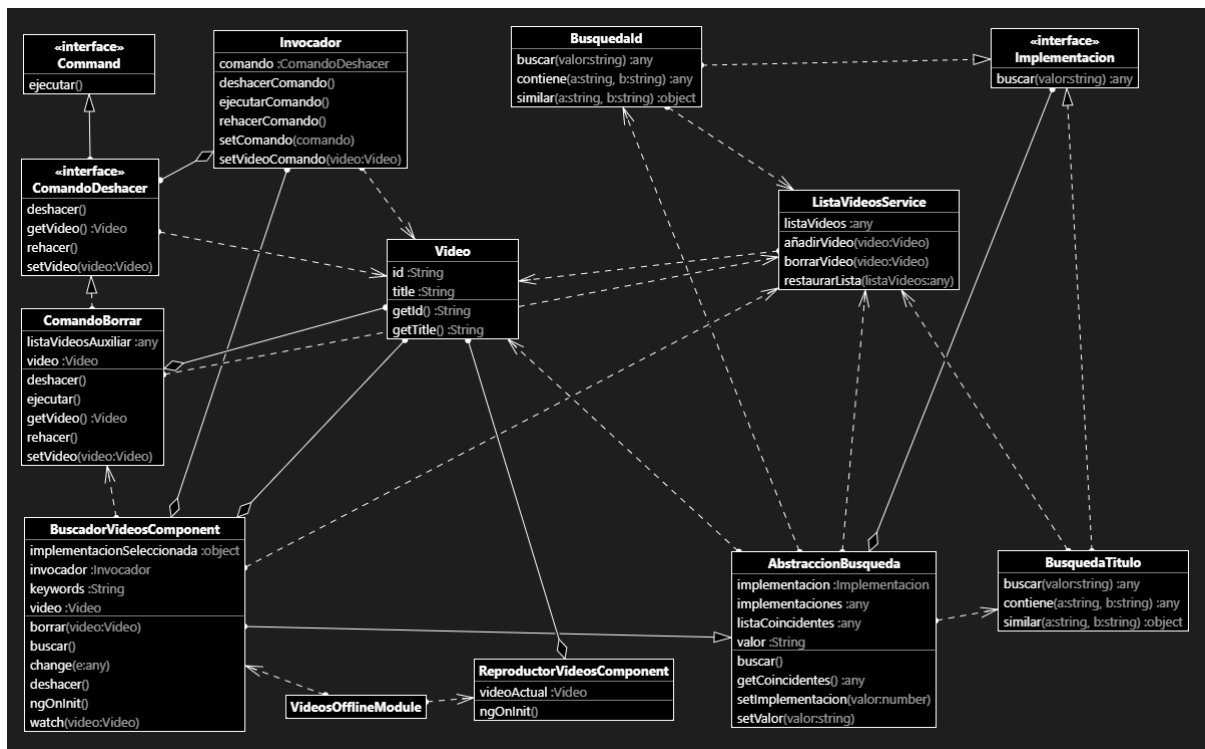 «interface»
Command
ejecutar()
Invocador
comando :ComandoDeshacer
deshacerComando()
ejecutarComando()
rehacerComando()
setComando(comando)
setVideoComando(video:Video)
BusquedaId
buscar(valor:string) :any
contiene(a:string, b:string) :any
similar(a:string, b:string) :object
«interface»
Implementacion
buscar(valor:string) :any
«interface»
ComandoDeshacer
deshacer()
getVideo() :Video
rehacer()
setVideo(video:Video)
Video
id :String
title :String
getId() :String
getTitle() :String
ListaVideosService
listaVideos :any
añadirVideo(video:Video)
borrarVideo(video:Video)
restaurarLista(listaVideos:any)
ComandoBorrar
listaVideosAuxiliar :any
video :Video
deshacer()
ejecutar()
getVideo() :Video
rehacer()
setVideo(video:Video)
BuscadorVideosComponent
implementacionSeleccionada :object
invocador :Invocador
keywords :String
video :Video
borrar(video:Video)
buscar()
change(e:any)
deshacer()
ngOnInit()
watch(video:Video)
VideosOfflineModule
ReproductorVideosComponent
videoActual :Video
ngOnInit()
AbstraccionBusqueda
implementacion :Implementacion
implementaciones :any
listaCoincidentes :any
valor :String
buscar()
getCoincidentes() :any
setImplementacion(valor:number)
setValor(valor:string)
BusquedaTitulo
buscar(valor:string) :any
contiene(a:string, b:string) :any
similar(a:string, b:string) :object